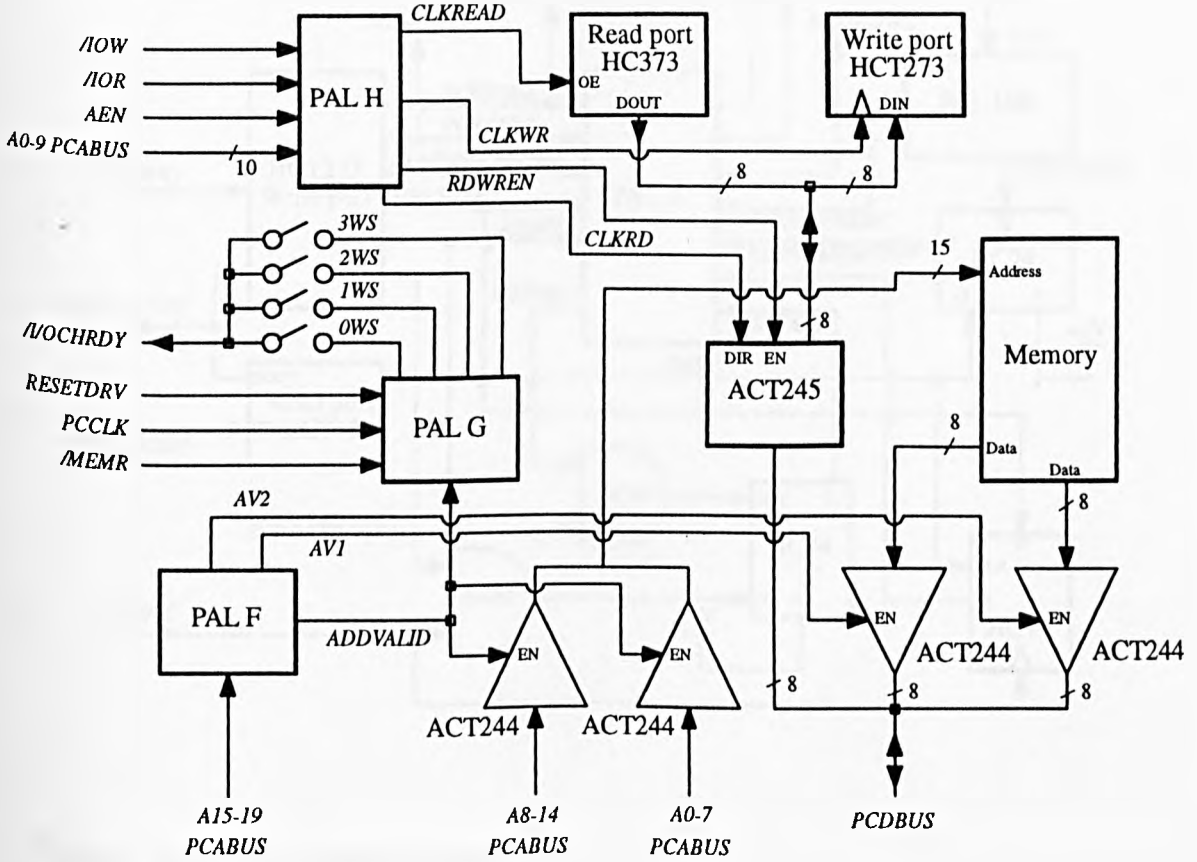 CLKREAD
/IOW
/IOR
AEN
A0-9 PCABUS
10
PAL H
Read port
HC373
OE
DOUT
Write port
HCT273
DIN
CLKWR
RDWREN
CLKRD
8
8
3WS
2WS
1WS
0WS
/I/OCHRDY
RESETDRV
PCCLK
/MEMR
PAL G
15
Address
Memory
Data
Data
8
8
8
DIR EN
ACT245
AV2
AV1
PAL F
ADDVALID
EN
EN
EN
EN
ACT244
ACT244
ACT244
ACT244
8
8
8
A15-19
PCABUS
A8-14
PCABUS
A0-7
PCABUS
PCDBUS